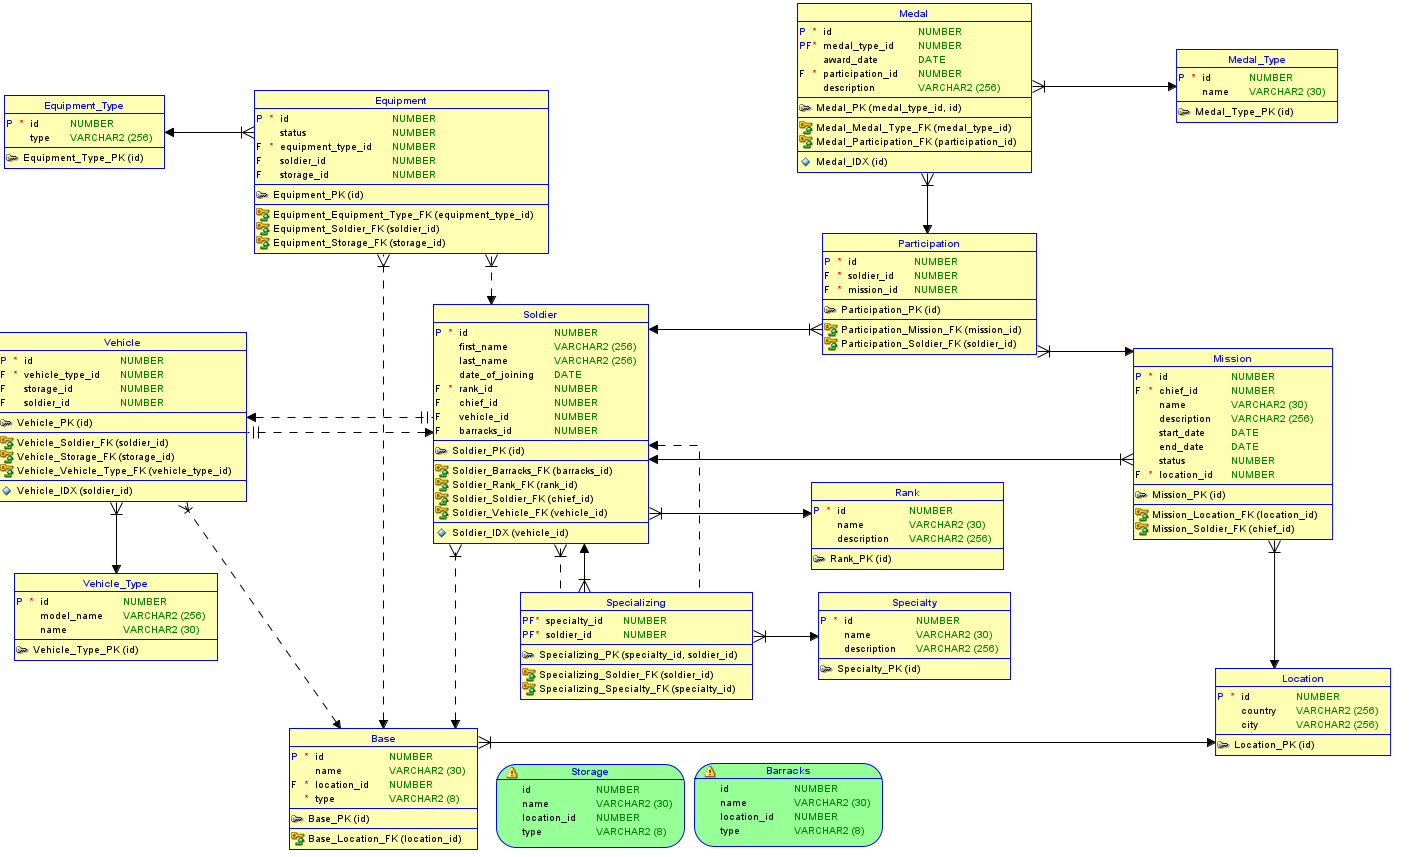 Medal
P * id NUMBER
PF* medal_type_id NUMBER
award_date DATE
F * participation_id NUMBER
description VARCHAR2 (256)
Medal_PK (medal_type_id, id)
Medal_Medal_Type_FK (medal_type_id)
Medal_Participation_FK (participation_id)
Medal_IDX (id)
Medal_Type
P * id NUMBER
name VARCHAR2 (30)
Medal_Type_PK (id)
Equipment_Type
P * id NUMBER
type VARCHAR2 (256)
Equipment_Type_PK (id)
Equipment
P * id NUMBER
status NUMBER
F * equipment_type_id NUMBER
F soldier_id NUMBER
F storage_id NUMBER
Equipment_PK (id)
Equipment_Equipment_Type_FK (equipment_type_id)
Equipment_Soldier_FK (soldier_id)
Equipment_Storage_FK (storage_id)
Participation
P * id NUMBER
F * soldier_id NUMBER
F * mission_id NUMBER
Participation_PK (id)
Participation_Mission_FK (mission_id)
Participation_Soldier_FK (soldier_id)
Soldier
P * id NUMBER
first_name VARCHAR2 (256)
last_name VARCHAR2 (256)
date_of_joining DATE
F * rank_id NUMBER
F chief_id NUMBER
F vehicle_id NUMBER
F barracks_id NUMBER
Soldier_PK (id)
Soldier_Barracks_FK (barracks_id)
Soldier_Rank_FK (rank_id)
Soldier_Soldier_FK (chief_id)
Soldier_Vehicle_FK (vehicle_id)
Soldier_IDX (vehicle_id)
Vehicle
P * id NUMBER
F * vehicle_type_id NUMBER
F storage_id NUMBER
F soldier_id NUMBER
Vehicle_PK (id)
Vehicle_Soldier_FK (soldier_id)
Vehicle_Storage_FK (storage_id)
Vehicle_Vehicle_Type_FK (vehicle_type_id)
Vehicle_IDX (soldier_id)
Mission
P * id NUMBER
F * chief_id NUMBER
name VARCHAR2 (30)
description VARCHAR2 (256)
start_date DATE
end_date DATE
status NUMBER
F * location_id NUMBER
Mission_PK (id)
Mission_Location_FK (location_id)
Mission_Soldier_FK (chief_id)
Rank
P * id NUMBER
name VARCHAR2 (30)
description VARCHAR2 (256)
Rank_PK (id)
Vehicle_Type
P * id NUMBER
model_name VARCHAR2 (256)
name VARCHAR2 (30)
Vehicle_Type_PK (id)
Specializing
PF* specialty_id NUMBER
PF* soldier_id NUMBER
Specializing_PK (specialty_id, soldier_id)
Specializing_Soldier_FK (soldier_id)
Specializing_Specialty_FK (specialty_id)
Specialty
P * id NUMBER
name VARCHAR2 (30)
description VARCHAR2 (256)
Specialty_PK (id)
Location
P * id NUMBER
country VARCHAR2 (256)
city VARCHAR2 (256)
Location_PK (id)
Base
P * id NUMBER
name VARCHAR2 (30)
F * location_id NUMBER
* type VARCHAR2 (8)
Base_PK (id)
Base_Location_FK (location_id)
Storage
id NUMBER
name VARCHAR2 (30)
location_id NUMBER
type VARCHAR2 (8)
Barracks
id NUMBER
name VARCHAR2 (30)
location_id NUMBER
type VARCHAR2 (8)